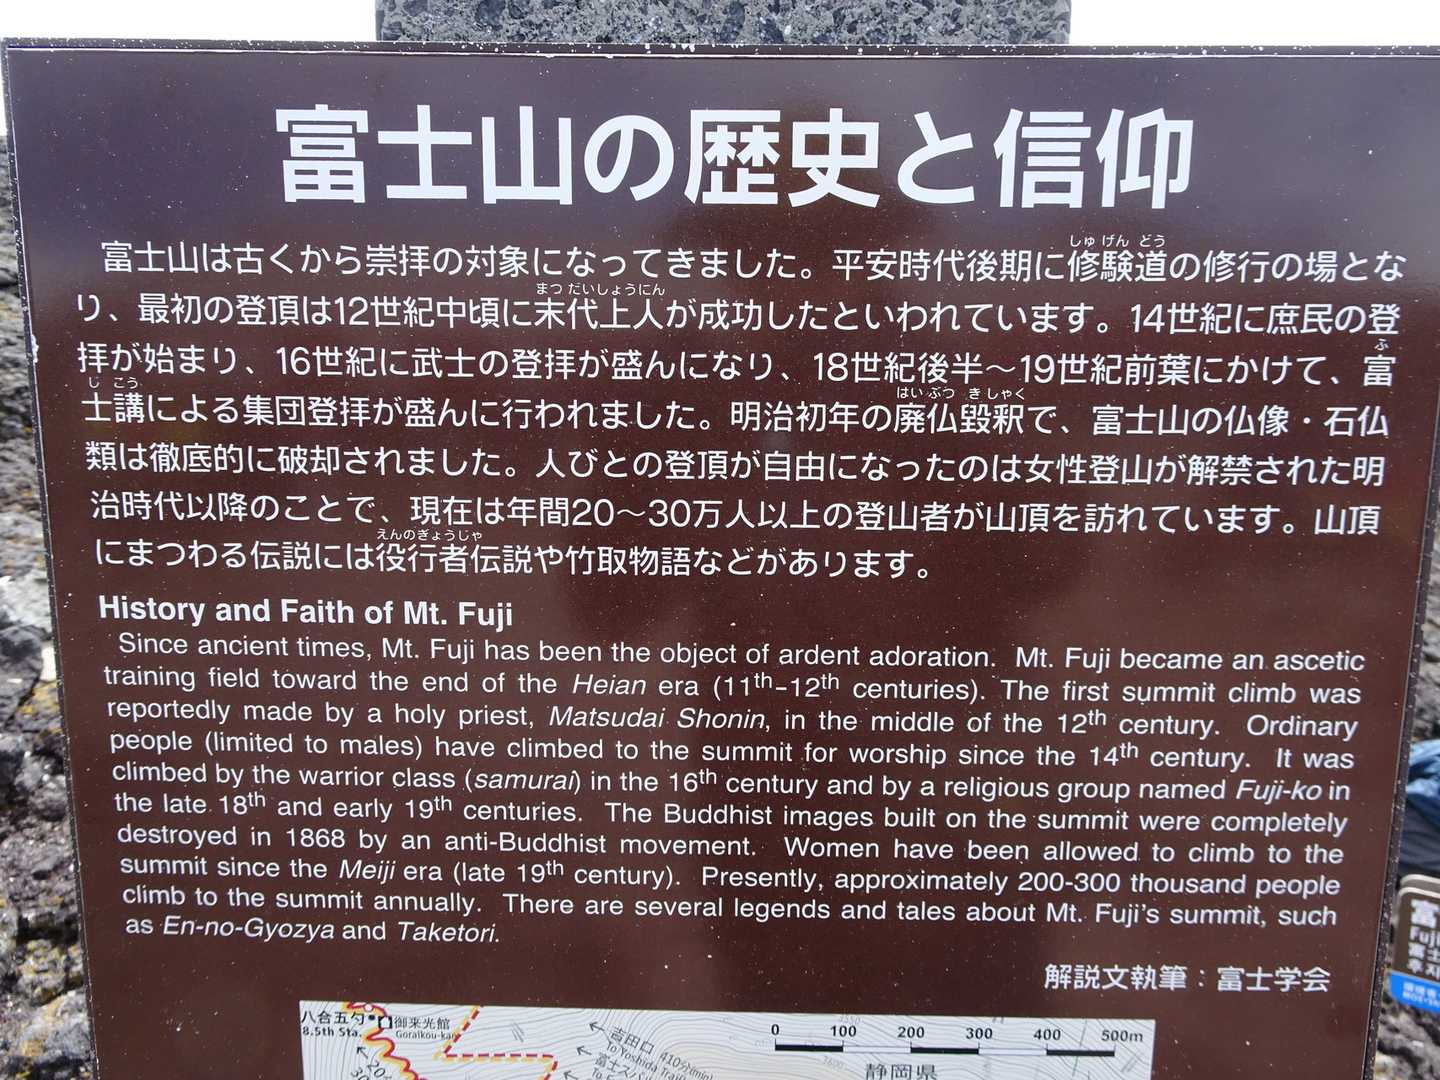 富士山の歴史と信仰
富士山は古くから崇拝の対象になってきました。平安時代後期に修験道の修行の場とな
しゅ げん どう
り、最初の登頂は12世紀中頃に末代上人が成功したといわれています。14世紀に庶民の登
まつ だいしょうにん
拝が始まり、16世紀に武士の登拝が盛んになり、18世紀後半～19世紀前葉にかけて、富
ふ
士講による集団登拝が盛んに行われました。明治初年の廃仏毀釈で、富士山の仏像・石仏
じ こう
はい ぶつ き しゃく
類は徹底的に破却されました。人びとの登頂が自由になったのは女性登山が解禁された明
治時代以降のことで、現在は年間20～30万人以上の登山者が山頂を訪れています。山頂
にまつわる伝説には役行者伝説や竹取物語などがあります。
えんのぎょうじゃ
History and Faith of Mt. Fuji
Since ancient times, Mt. Fuji has been the object of ardent adoration. Mt. Fuji became an ascetic
training field toward the end of the Heian era (11th-12th centuries). The first summit climb was
reportedly made by a holy priest, Matsudai Shonin, in the middle of the 12th century. Ordinary
people (limited to males) have climbed to the summit for worship since the 14th century. It was
climbed by the warrior class (samurai) in the 16th century and by a religious group named Fuji-ko in
the late 18th and early 19th centuries. The Buddhist images built on the summit were completely
destroyed in 1868 by an anti-Buddhist movement. Women have been allowed to climb to the
summit since the Meiji era (late 19th century). Presently, approximately 200-300 thousand people
climb to the summit annually. There are several legends and tales about Mt. Fuji's summit, such
as En-no-Gyozya and Taketori.
解説文執筆：富士学会
八合五勺
8.5th Sta.
御来光館
Goraikou-kan
吉田口 410分(min)
To Yoshida Trail
富士スバル
0 100 200 300 400 500m
静岡県